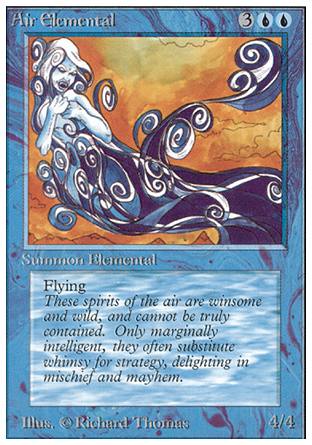 Air Elemental 3
Summon Elemental
Flying
These spirits of the air are winsome
and wild, and cannot be truly
contained. Only marginally
intelligent, they often substitute
whimsy for strategy, delighting in
mischief and mayhem.
Illus. © Richard Thomas 4/4